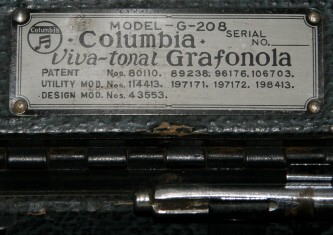 Columbia
MODEL-G-208
· Columbia · SERIAL NO.
Viva-tonal Grafonola
PATENT Nos. 80110. 89238. 96176. 106703.
UTILITY MOD. Nos. 114413. 197171. 197172. 198413.
DESIGN MOD. Nos. 43553.